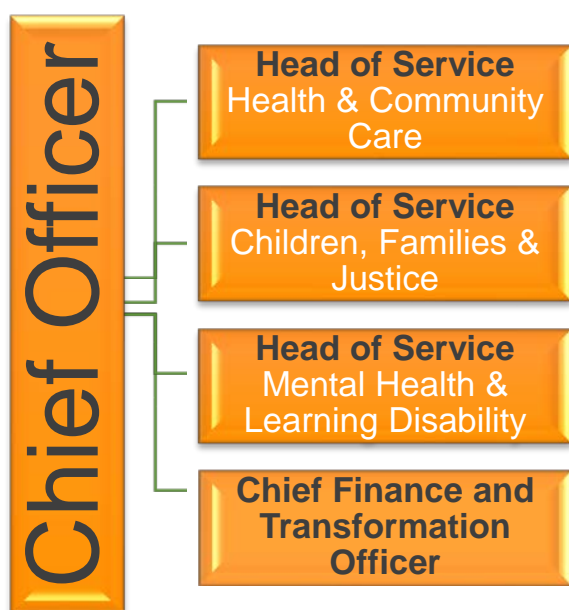 Chief Officer
Head of Service
Health & Community
Care
Head of Service
Children, Families &
Justice
Head of Service
Mental Health &
Learning Disability
Chief Finance and
Transformation
Officer